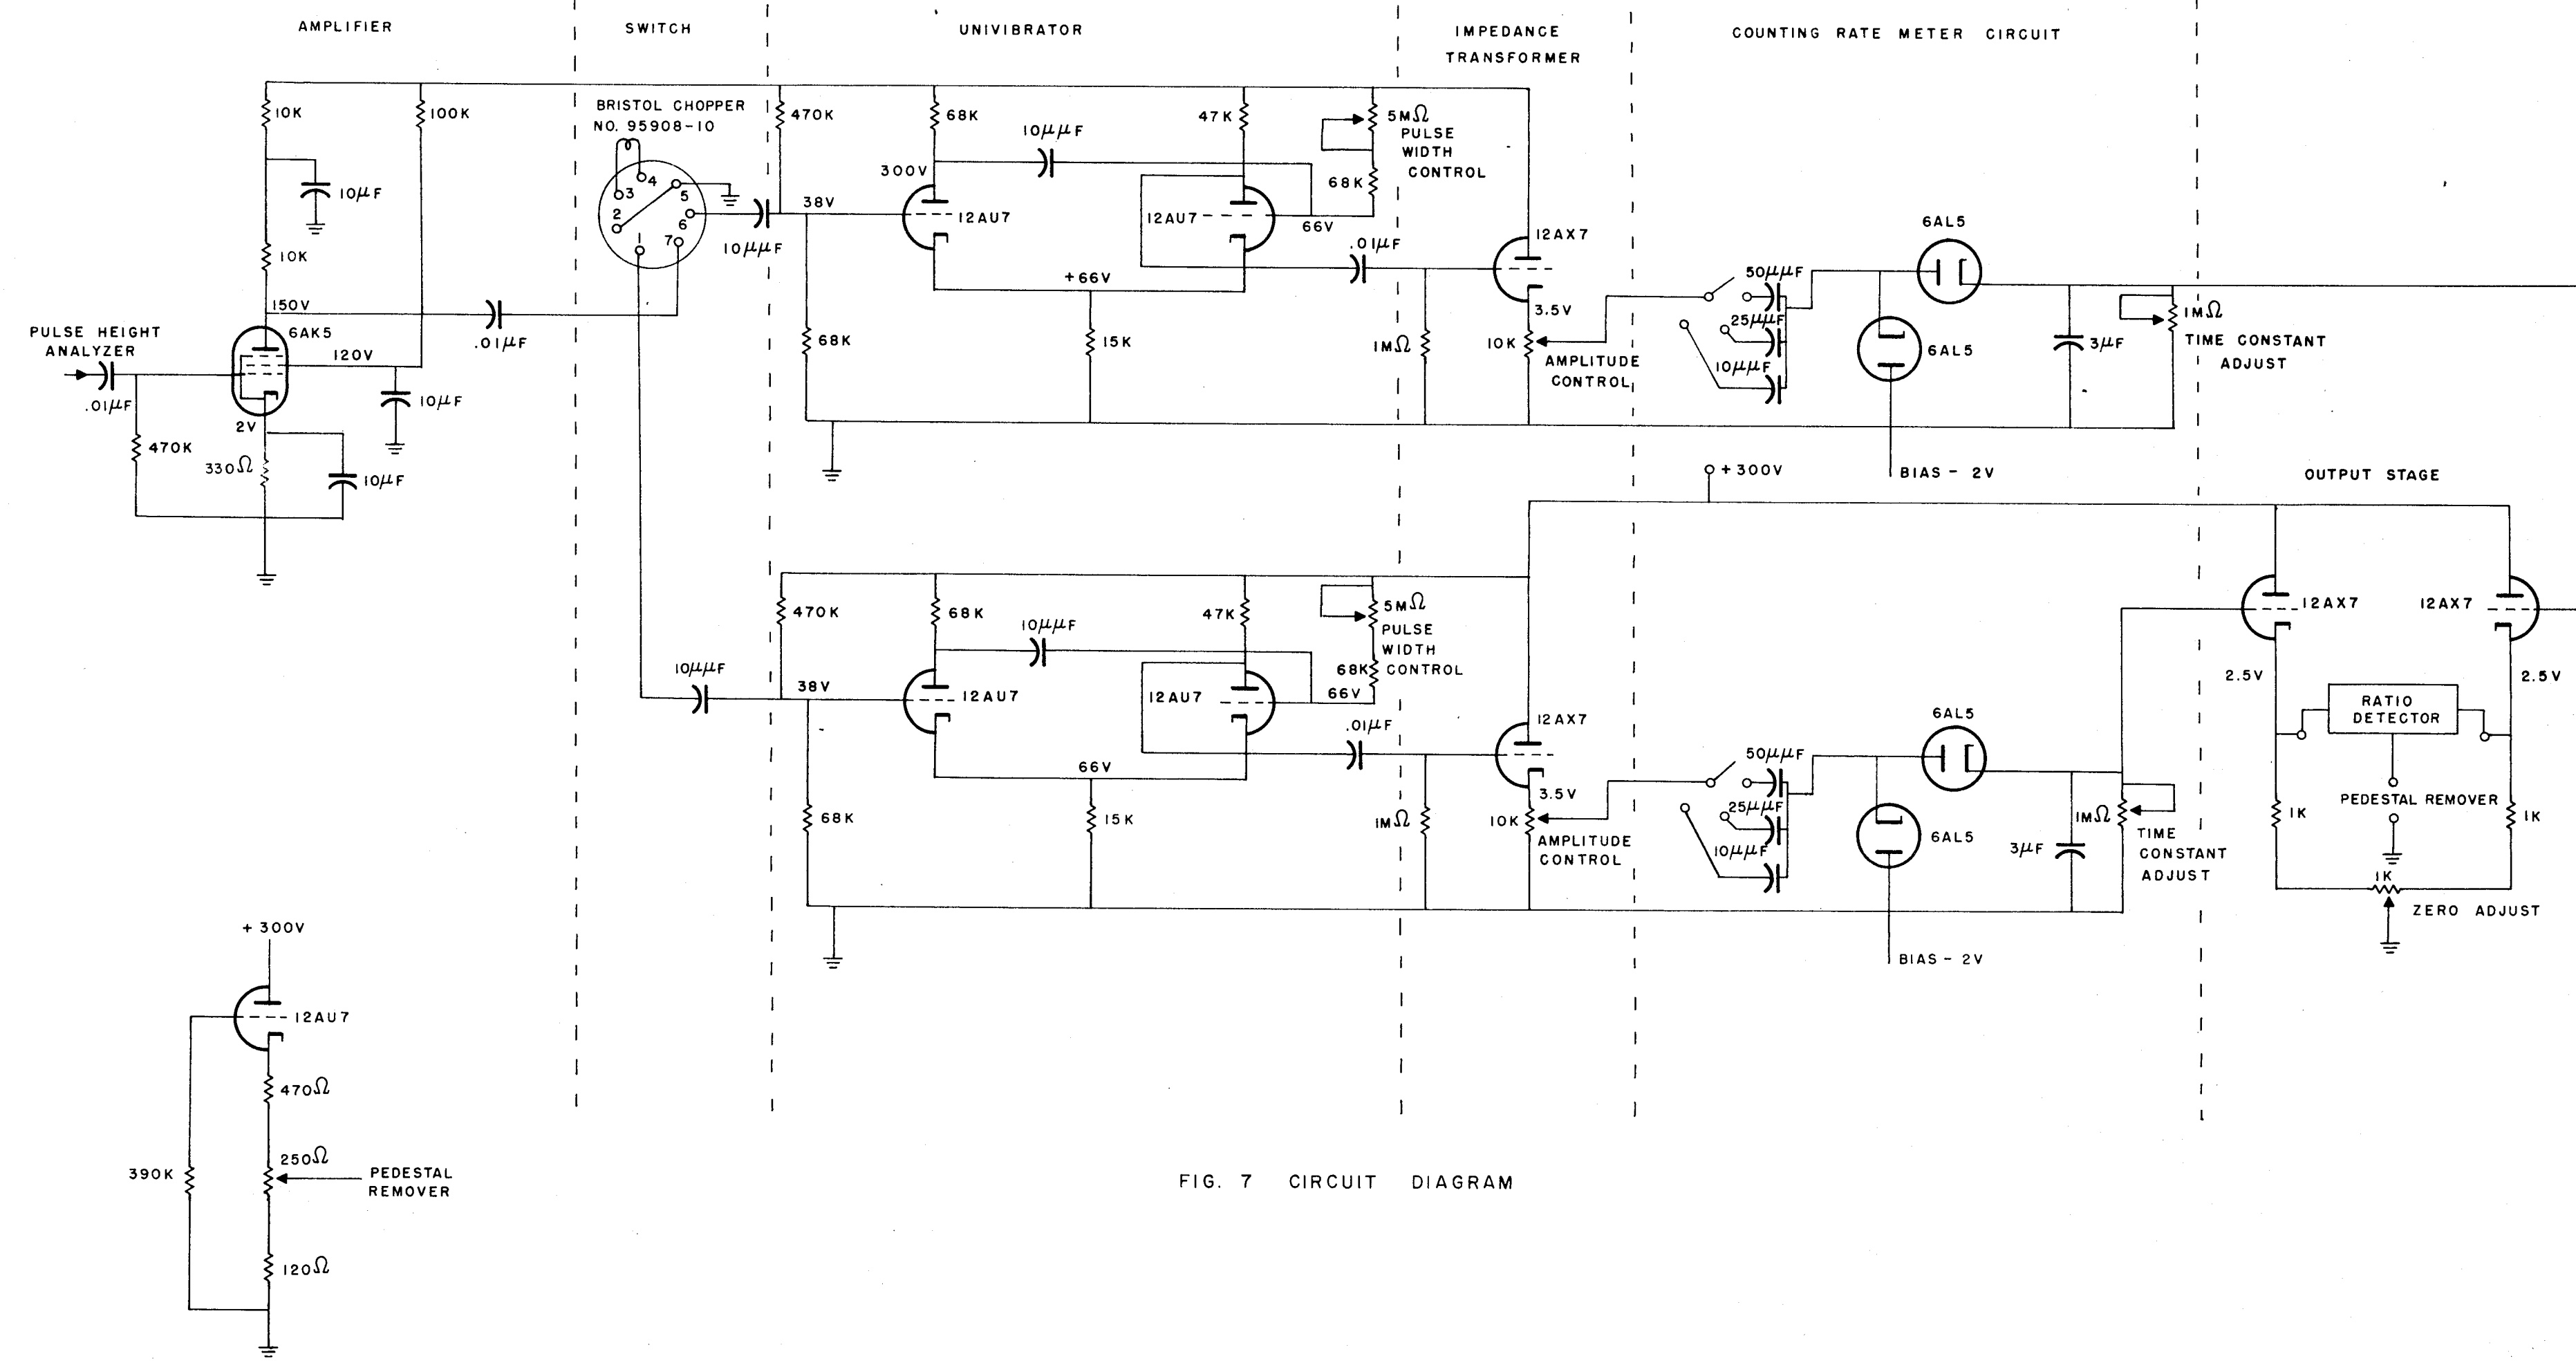 AMPLIFIER
SWITCH
UNIVIBRATOR
IMPEDANCE
TRANSFORMER
COUNTING RATE METER CIRCUIT
10K
100K
10µF
10K
150V
6AK5
PULSE HEIGHT
ANALYZER
120V
.01µF
.01µF
10µF
2V
470K
330Ω
10µF
BRISTOL CHOPPER
NO. 95908-10
3
4
5
2
6
1
7
10µµF
470K
68K
10µµF
47K
5MΩ
PULSE
WIDTH
CONTROL
300V
68K
38V
12AU7
12AU7
66V
.01µF
+66V
68K
15K
1MΩ
12AX7
3.5V
10K
AMPLITUDE
CONTROL
50µµF
25µµF
10µµF
6AL5
6AL5
3µF
1MΩ
TIME CONSTANT
ADJUST
BIAS - 2V
+300V
OUTPUT STAGE
470K
68K
10µµF
47K
5MΩ
PULSE
WIDTH
CONTROL
68K
10µµF
38V
12AU7
12AU7
66V
.01µF
66V
68K
15K
1MΩ
12AX7
3.5V
10K
AMPLITUDE
CONTROL
50µµF
25µµF
10µµF
6AL5
6AL5
3µF
1MΩ
TIME
CONSTANT
ADJUST
BIAS - 2V
12AX7
12AX7
2.5V
2.5V
RATIO
DETECTOR
PEDESTAL REMOVER
1K
1K
1K
ZERO ADJUST
+300V
12AU7
470Ω
390K
250Ω
PEDESTAL
REMOVER
120Ω
FIG. 7 CIRCUIT DIAGRAM